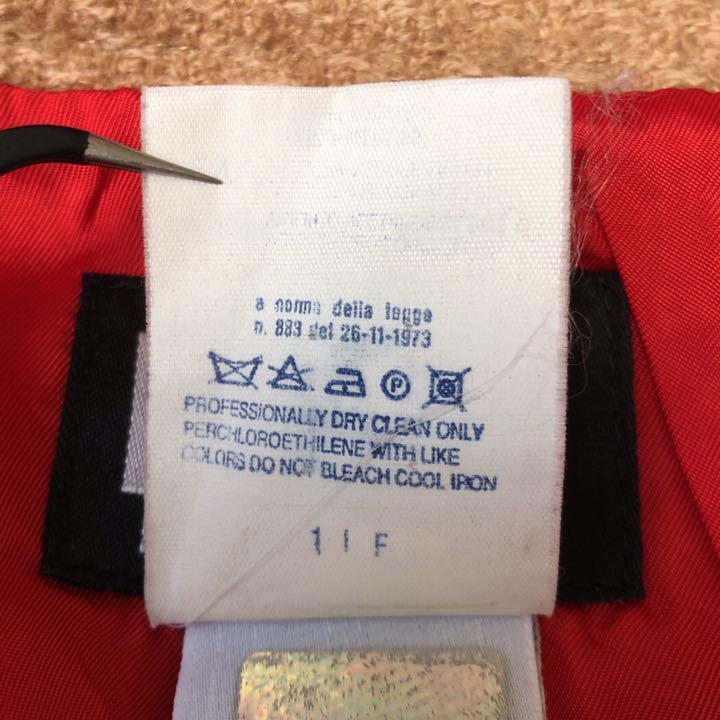 a norma della legge
n. 883 del 26-11-1973
P
PROFESSIONALLY DRY CLEAN ONLY
PERCHLOROETHILENE WITH LIKE
COLORS DO NOT BLEACH COOL IRON
1 I F